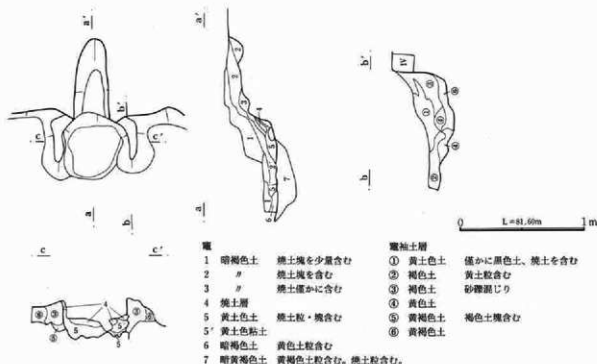 a'
a'
b'
b'
IV
c
c'
a
b
a
b
c
c'
0
L=81.60m
1m
竈
1 暗褐色土 焼土塊を少量含む
2 〃 焼土塊を含む
3 〃 焼土僅かに含む
4 焼土層
5 黄土色土 焼土粒・塊含む
5' 黄土色粘土
6 暗褐色土 黄色土粒含む
7 暗黄褐色土 黄褐色土粒含む。焼土粒含む。
竈袖土層
① 黄土色土 僅かに黒色土、焼土を含む
② 褐色土 黄土粒含む
③ 褐色土 砂礫混じり
④ 黄色土
⑤ 黄褐色土 褐色土塊含む
⑥ 黄褐色土